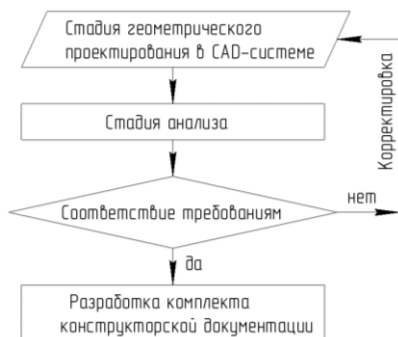 Стадия геометрического
проектирования в CAD-системе
Стадия анализа
Соответствие требованиям
нет
Корректировка
да
Разработка комплекта
конструкторской документации